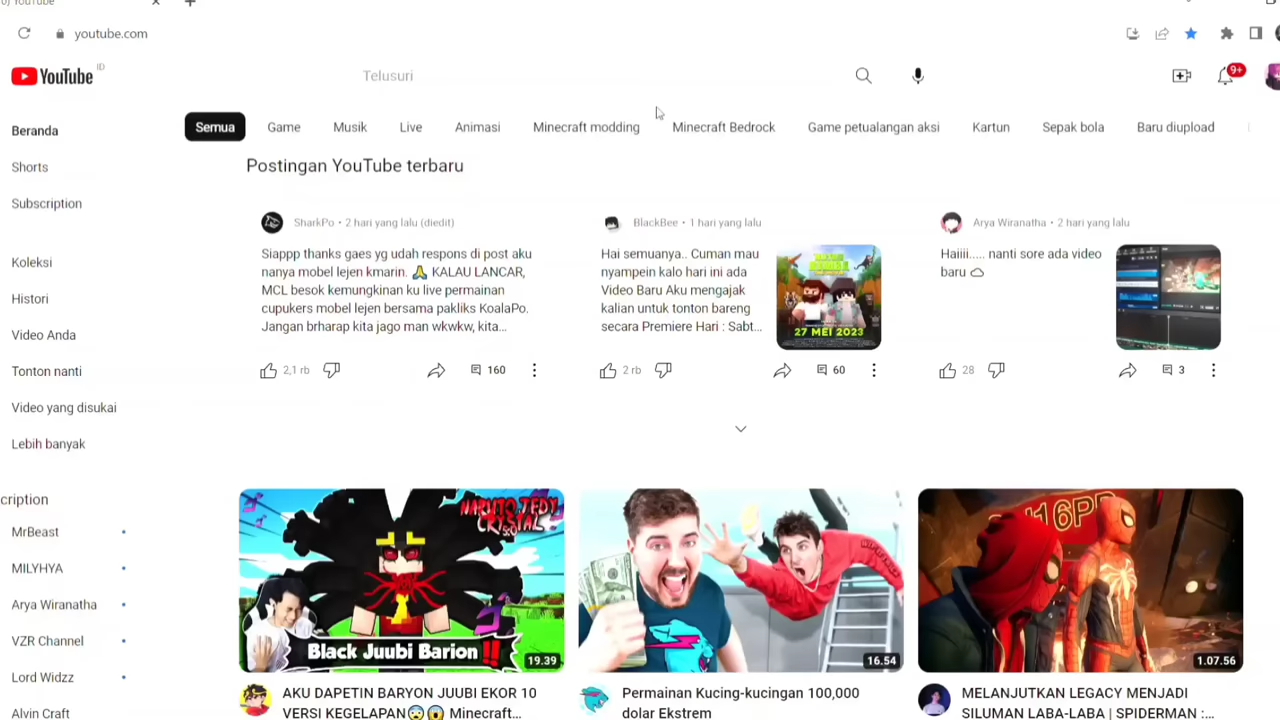 YouTube
youtube.com
YouTube ID
Telusuri
9+
Beranda
Shorts
Subscription
Koleksi
Histori
Video Anda
Tonton nanti
Video yang disukai
Lebih banyak
cription
MrBeast
MILYHYA
Arya Wiranatha
VZR Channel
Lord Widzz
Alvin Craft
Semua Game Musik Live Animasi Minecraft modding Minecraft Bedrock Game petualangan aksi Kartun Sepak bola Baru diupload
Postingan YouTube terbaru
SharkPo • 2 hari yang lalu (diedit)
Siappp thanks gaes yg udah respons di post aku
nanya mobel lejen kmarin. 🙏 KALAU LANCAR,
MCL besok kemungkinan ku live permainan
cupukers mobel lejen bersama pakliks KoalaPo.
Jangan brharap kita jago man wkwkw, kita...
2,1 rb 160
BlackBee • 1 hari yang lalu
Hai semuanya.. Cuman mau
nyampein kalo hari ini ada
Video Baru Aku mengajak
kalian untuk tonton bareng
secara Premiere Hari : Sabt...
27 MEI 2023
2 rb 60
Arya Wiranatha • 2 hari yang lalu
Haiiii..... nanti sore ada video
baru
28 3
NARUTO TEDY
CRYSTAL
5.0
Black Juubi Barion !!
19.39
AKU DAPETIN BARYON JUUBI EKOR 10
VERSI KEGELAPAN😨😱 Minecraft...
16.54
Permainan Kucing-kucingan 100,000
dolar Ekstrem
1.07.56
MELANJUTKAN LEGACY MENJADI
SILUMAN LABA-LABA | SPIDERMAN :...